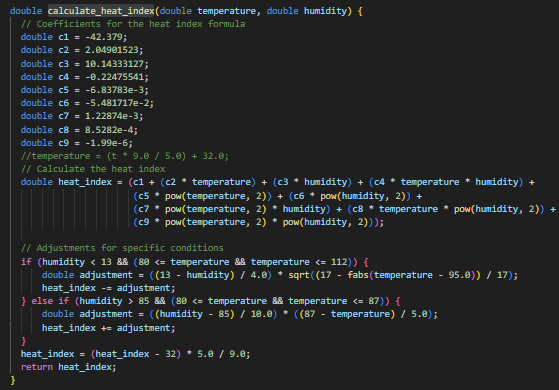 double calculate_heat_index(double temperature, double humidity) {
// Coefficients for the heat index formula
double c1 = -42.379;
double c2 = 2.04901523;
double c3 = 10.14333127;
double c4 = -0.22475541;
double c5 = -6.83783e-3;
double c6 = -5.481717e-2;
double c7 = 1.22874e-3;
double c8 = 8.5282e-4;
double c9 = -1.99e-6;
//temperature = (t * 9.0 / 5.0) + 32.0;
// Calculate the heat index
double heat_index = (c1 + (c2 * temperature) + (c3 * humidity) + (c4 * temperature * humidity) +
(c5 * pow(temperature, 2)) + (c6 * pow(humidity, 2)) +
(c7 * pow(temperature, 2) * humidity) + (c8 * temperature * pow(humidity, 2)) +
(c9 * pow(temperature, 2) * pow(humidity, 2)));
// Adjustments for specific conditions
if (humidity < 13 && (80 <= temperature && temperature <= 112)) {
double adjustment = ((13 - humidity) / 4.0) * sqrt((17 - fabs(temperature - 95.0)) / 17);
heat_index -= adjustment;
} else if (humidity > 85 && (80 <= temperature && temperature <= 87)) {
double adjustment = ((humidity - 85) / 10.0) * ((87 - temperature) / 5.0);
heat_index += adjustment;
}
heat_index = (heat_index - 32) * 5.0 / 9.0;
return heat_index;
}